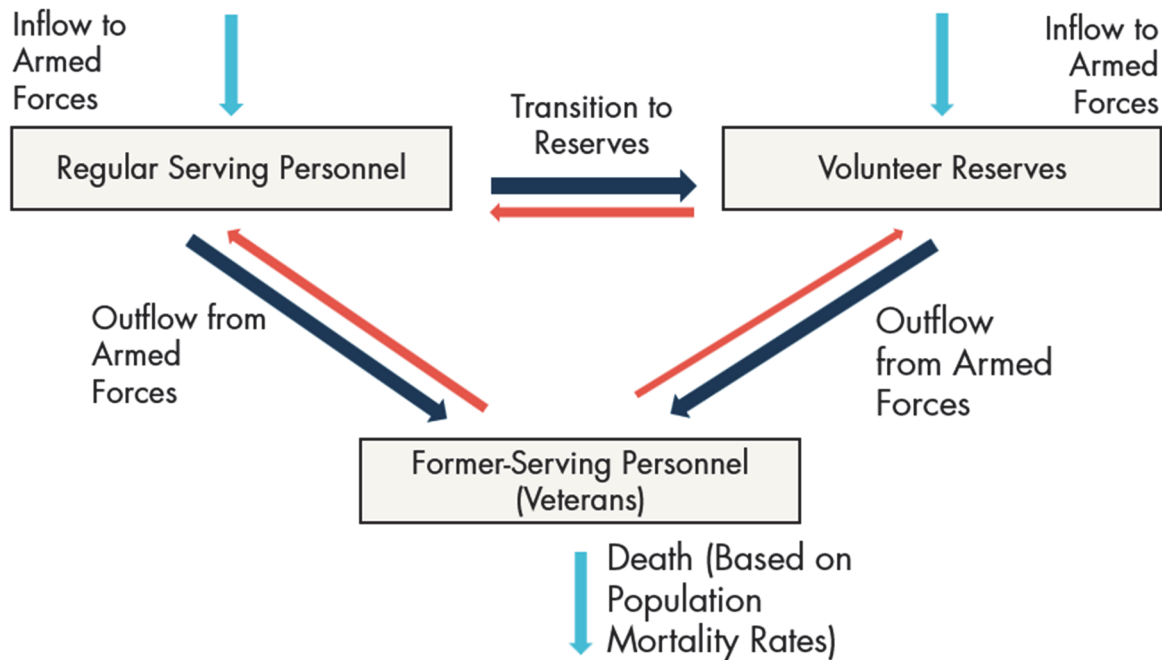 Inflow to
Armed
Forces
Inflow to
Armed
Forces
Transition to
Reserves
Regular Serving Personnel
Volunteer Reserves
Outflow from
Armed
Forces
Outflow
from Armed
Forces
Former-Serving Personnel
(Veterans)
Death (Based on
Population
Mortality Rates)